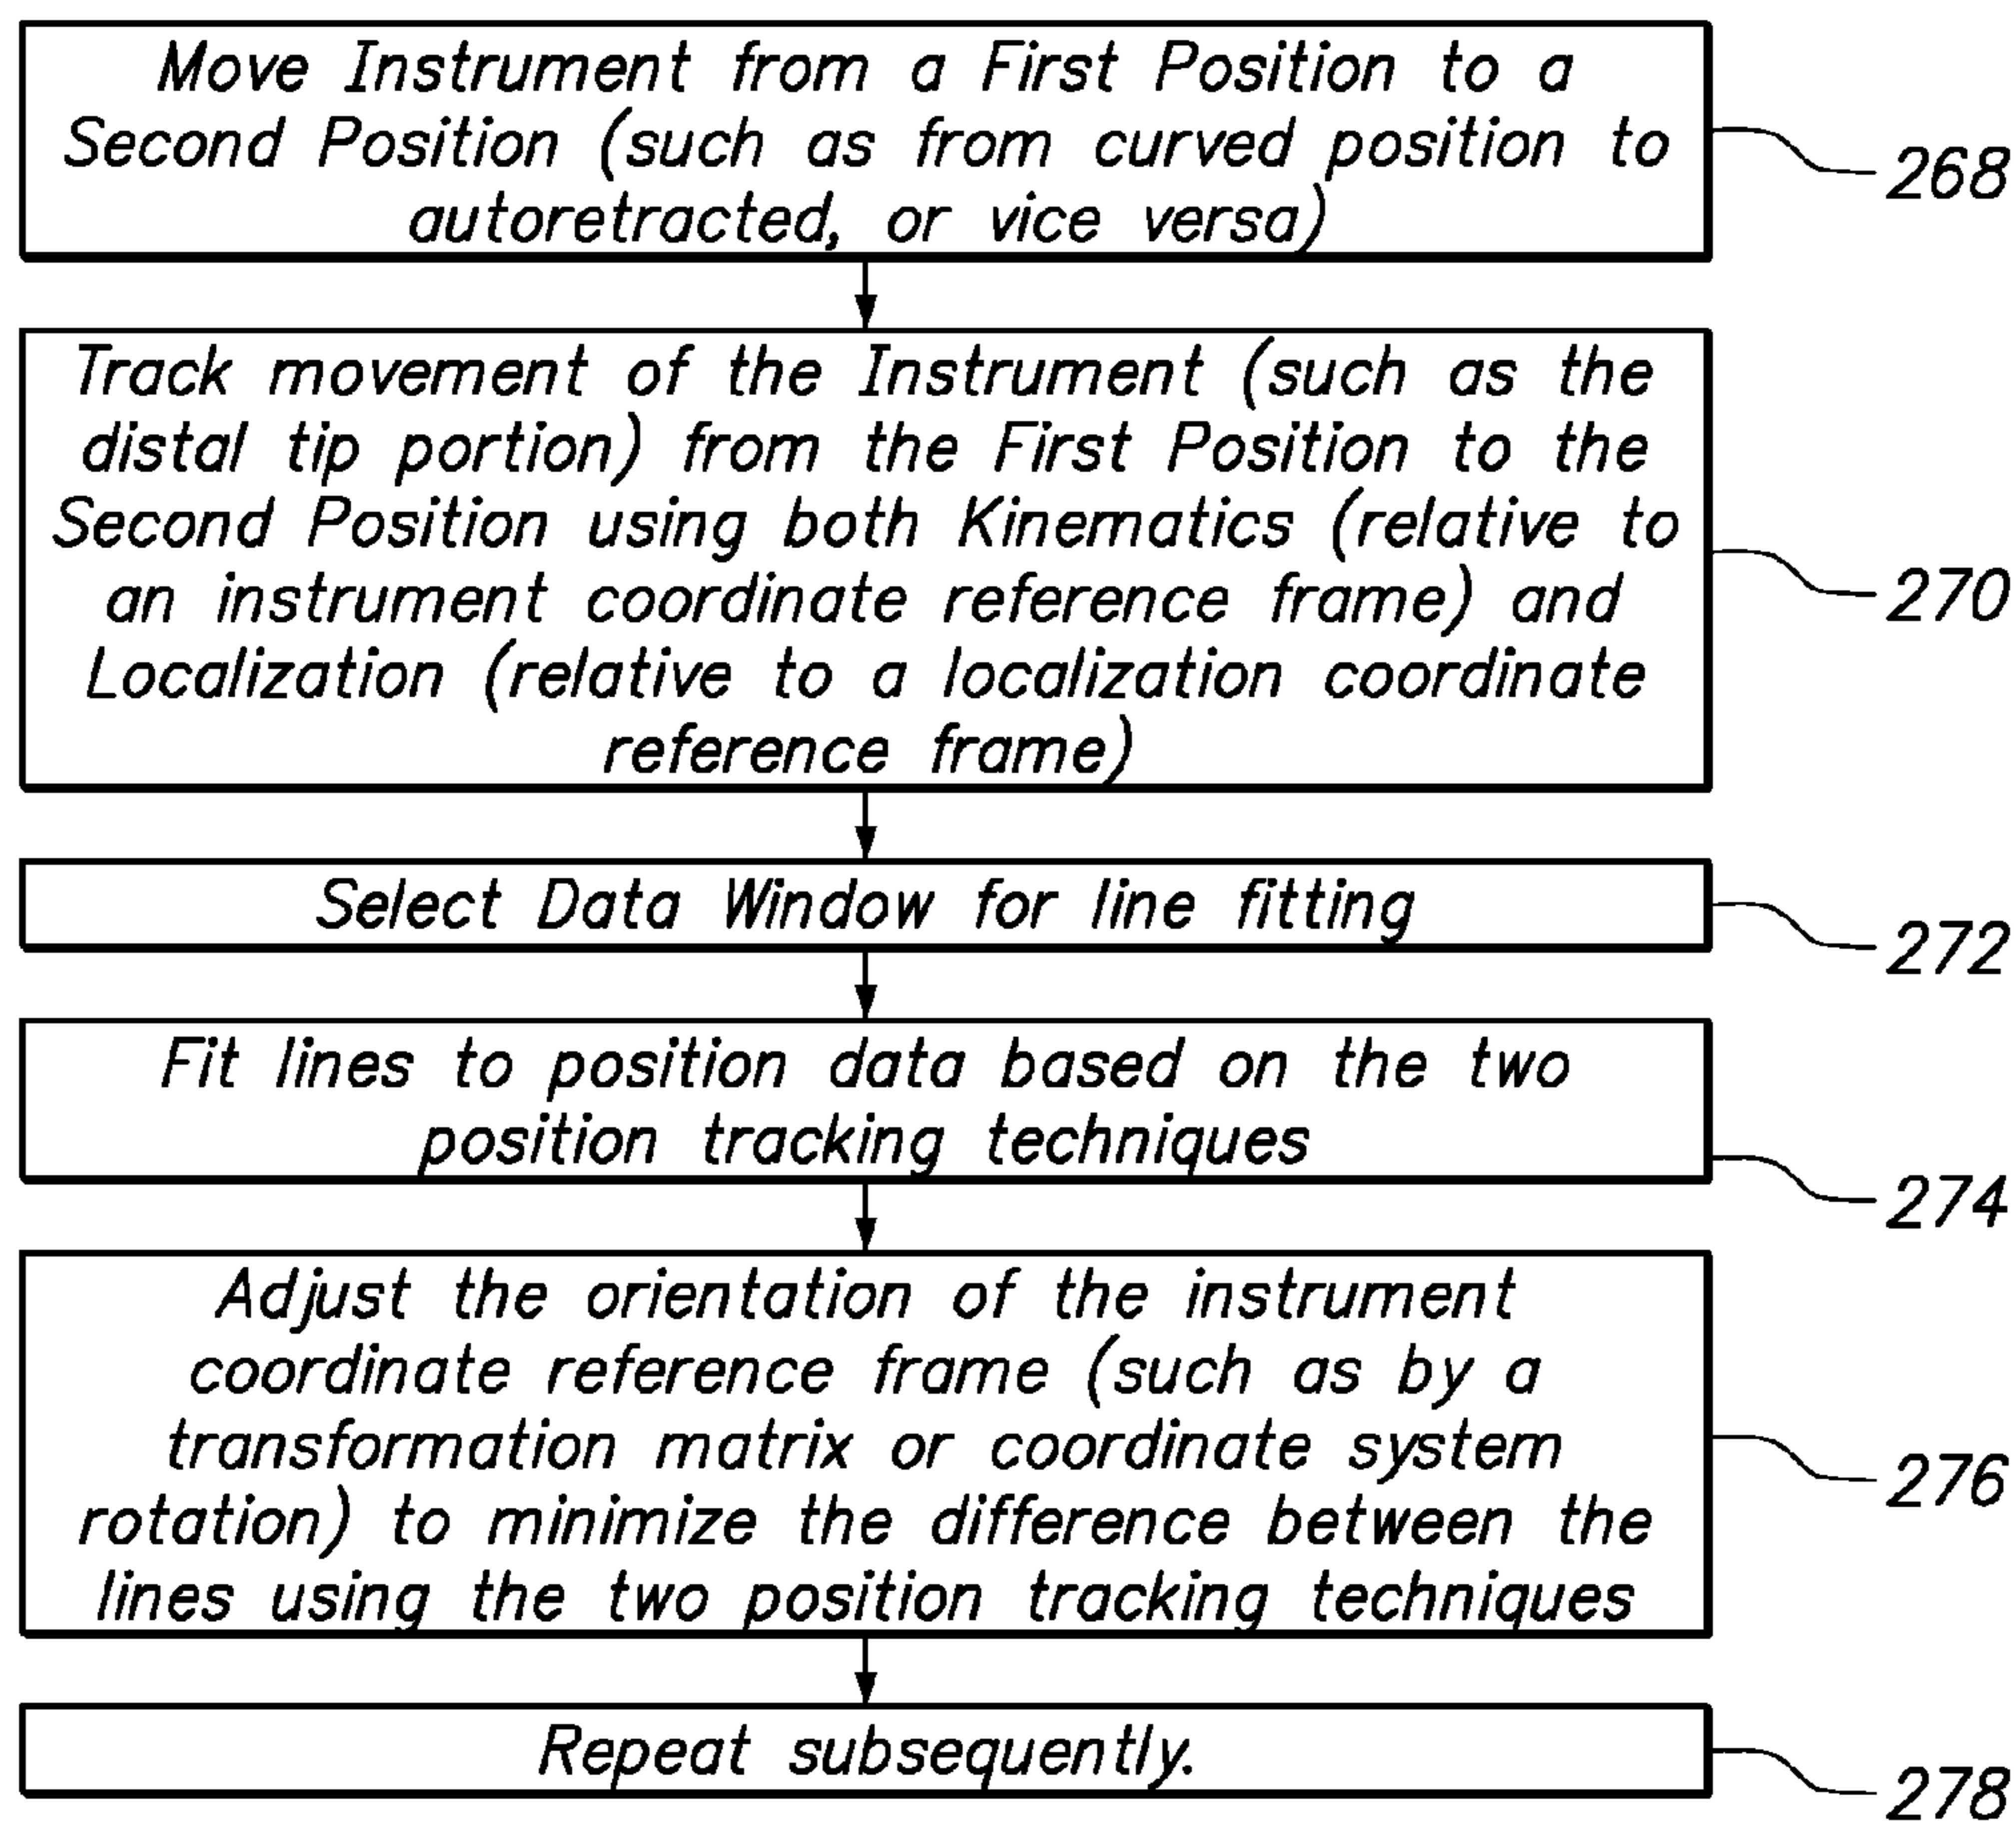 Move Instrument from a First Position to a
Second Position (such as from curved position to
autoretracted, or vice versa)
268
Track movement of the Instrument (such as the
distal tip portion) from the First Position to the
Second Position using both Kinematics (relative to
an instrument coordinate reference frame) and
Localization (relative to a localization coordinate
reference frame)
270
Select Data Window for line fitting
272
Fit lines to position data based on the two
position tracking techniques
274
Adjust the orientation of the instrument
coordinate reference frame (such as by a
transformation matrix or coordinate system
rotation) to minimize the difference between the
lines using the two position tracking techniques
276
Repeat subsequently.
278